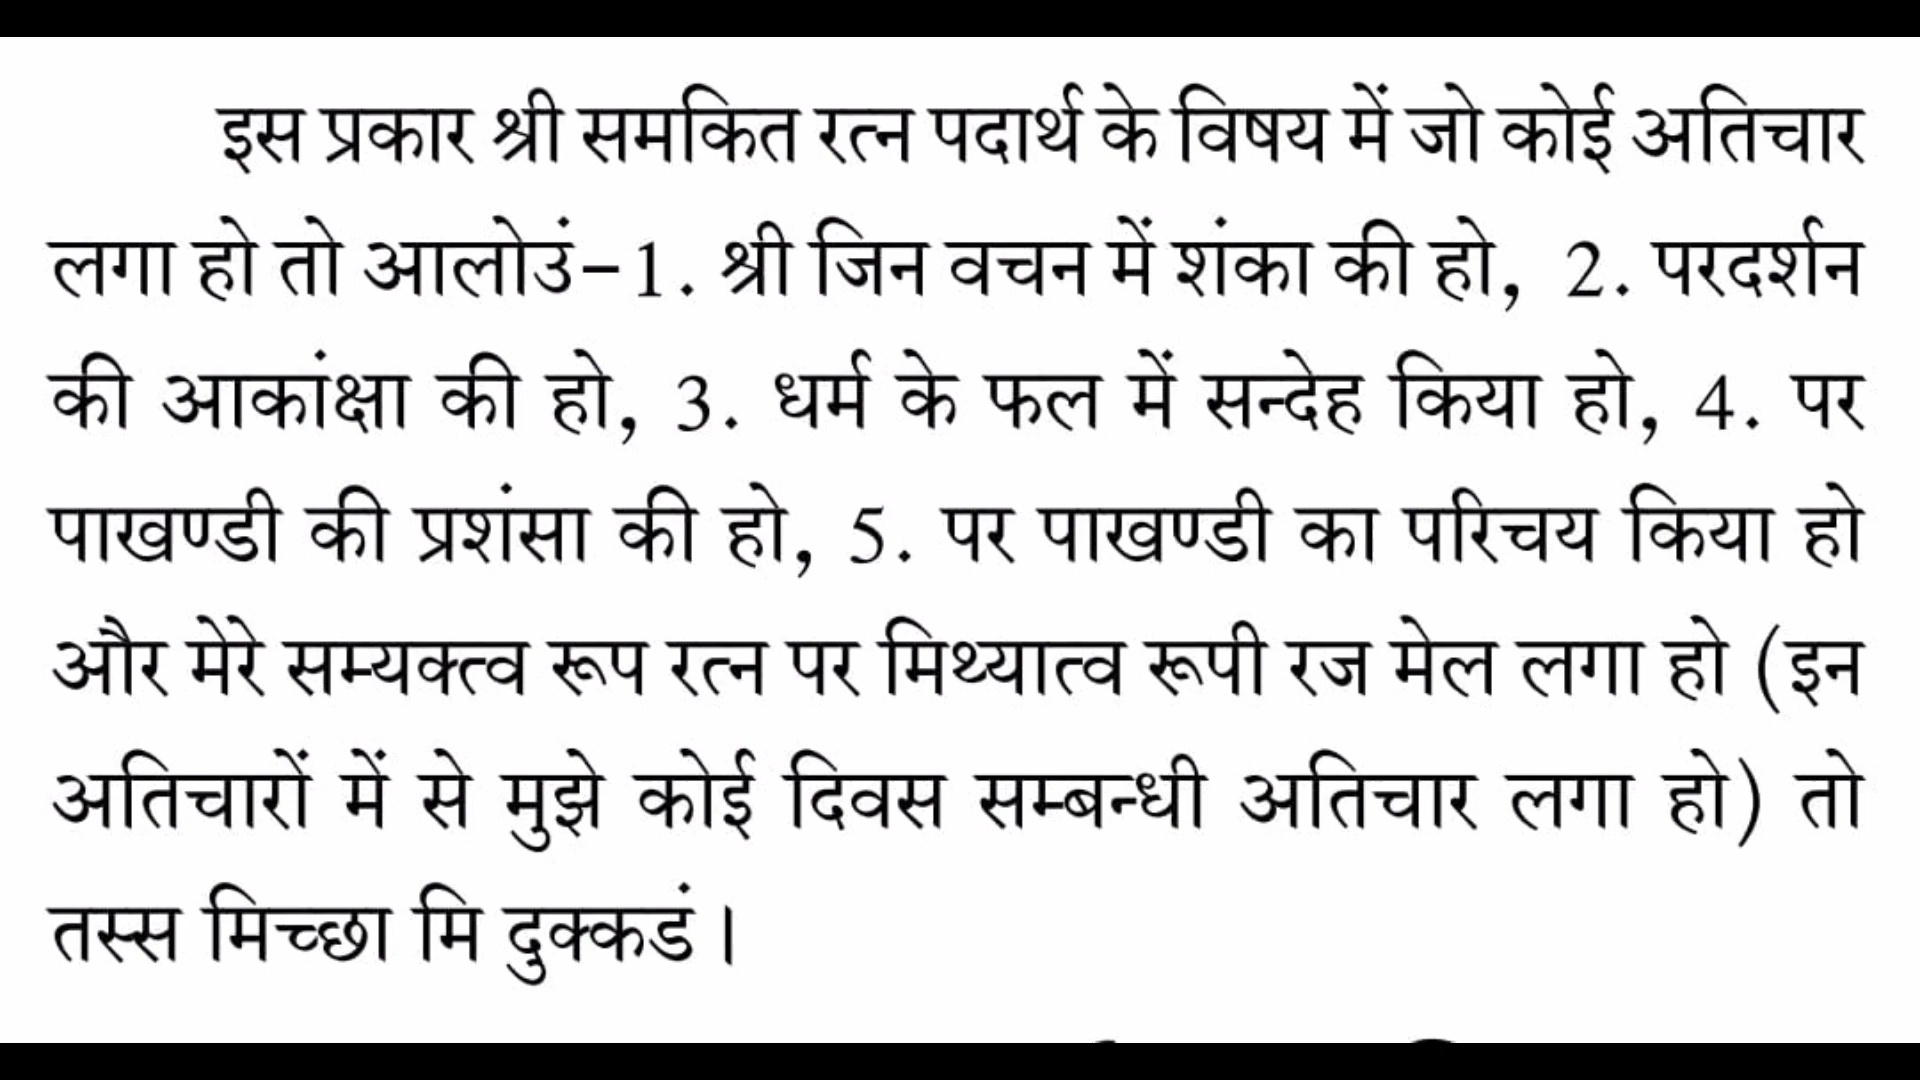 इस प्रकार श्री समकित रत्न पदार्थ के विषय में जो कोई अतिचार
लगा हो तो आलोउं-1. श्री जिन वचन में शंका की हो, 2. परदर्शन
की आकांक्षा की हो, 3. धर्म के फल में सन्देह किया हो, 4. पर
पाखण्डी की प्रशंसा की हो, 5. पर पाखण्डी का परिचय किया हो
और मेरे सम्यक्त्व रूप रत्न पर मिथ्यात्व रूपी रज मेल लगा हो (इन
अतिचारों में से मुझे कोई दिवस सम्बन्धी अतिचार लगा हो) तो
तस्स मिच्छा मि दुक्कडं।